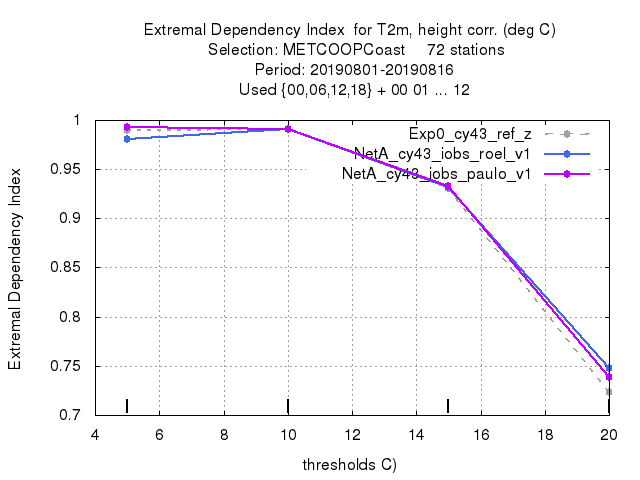 Extremal Dependency Index  for T2m, height corr. (deg C)
Selection: METCOOPCoast     72 stations
Period: 20190801-20190816
Used {00,06,12,18} + 00 01 ... 12
Exp0_cy43_ref_z
NetA_cy43_iobs_roel_v1
NetA_cy43_iobs_paulo_v1
1
0.95
0.9
0.85
0.8
0.75
0.7
Extremal Dependency Index
4 6 8 10 12 14 16 18 20
thresholds C)